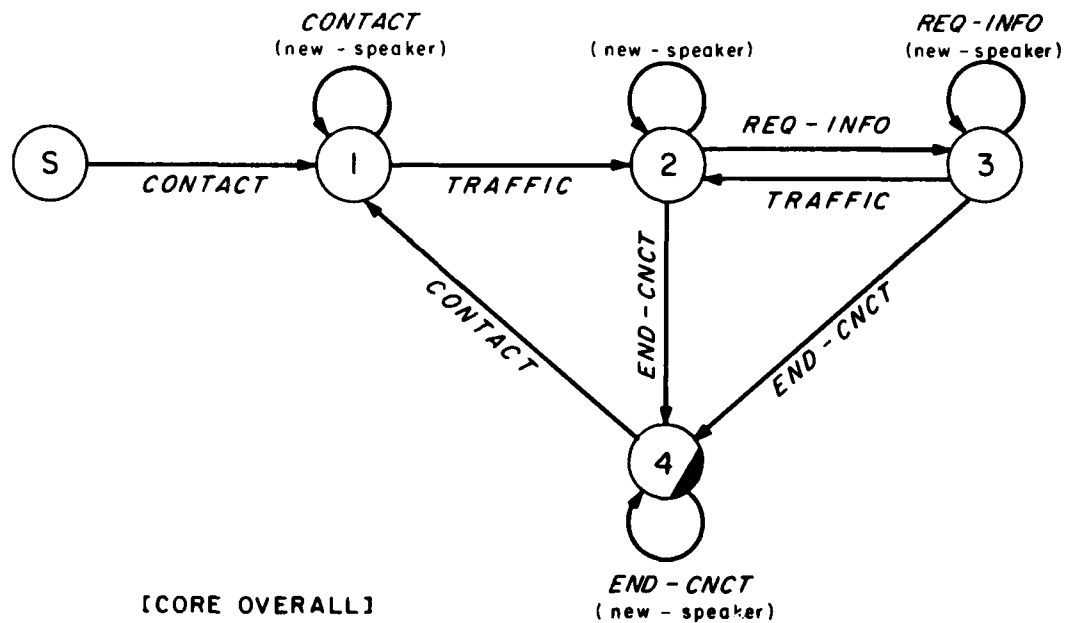 CONTACT
(new - speaker)
(new - speaker)
REQ - INFO
(new - speaker)
S
CONTACT
1
TRAFFIC
2
REQ - INFO
TRAFFIC
3
CONTACT
END - CNCT
END - CNCT
4
END - CNCT
(new - speaker)
[CORE OVERALL]